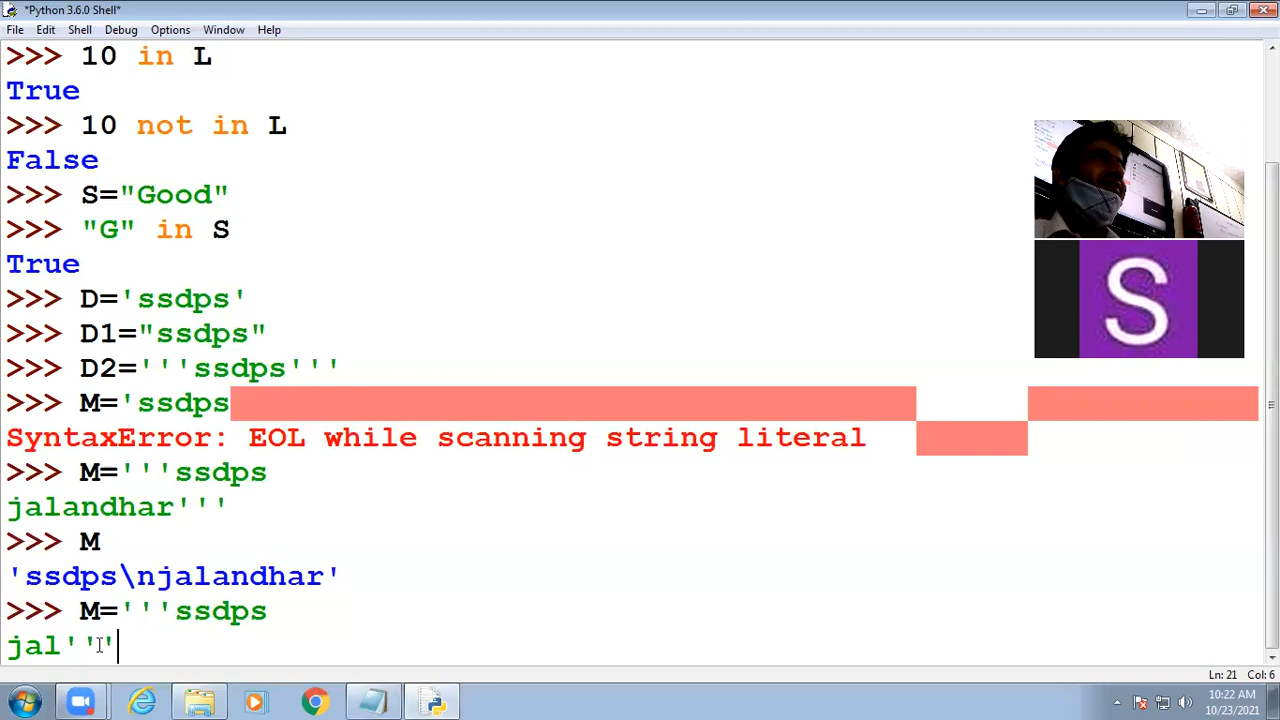 *Python 3.6.0 Shell*
File Edit Shell Debug Options Window Help
>>> 10 in L
True
>>> 10 not in L
False
>>> S="Good"
>>> "G" in S
True
>>> D='ssdps'
>>> D1="ssdps"
>>> D2='''ssdps'''
>>> M='ssdps
SyntaxError: EOL while scanning string literal
>>> M='''ssdps
jalandhar'''
>>> M
'ssdps\njalandhar'
>>> M='''ssdps
jal'''
S
Ln: 21 Col: 6
10:22 AM
10/23/2021